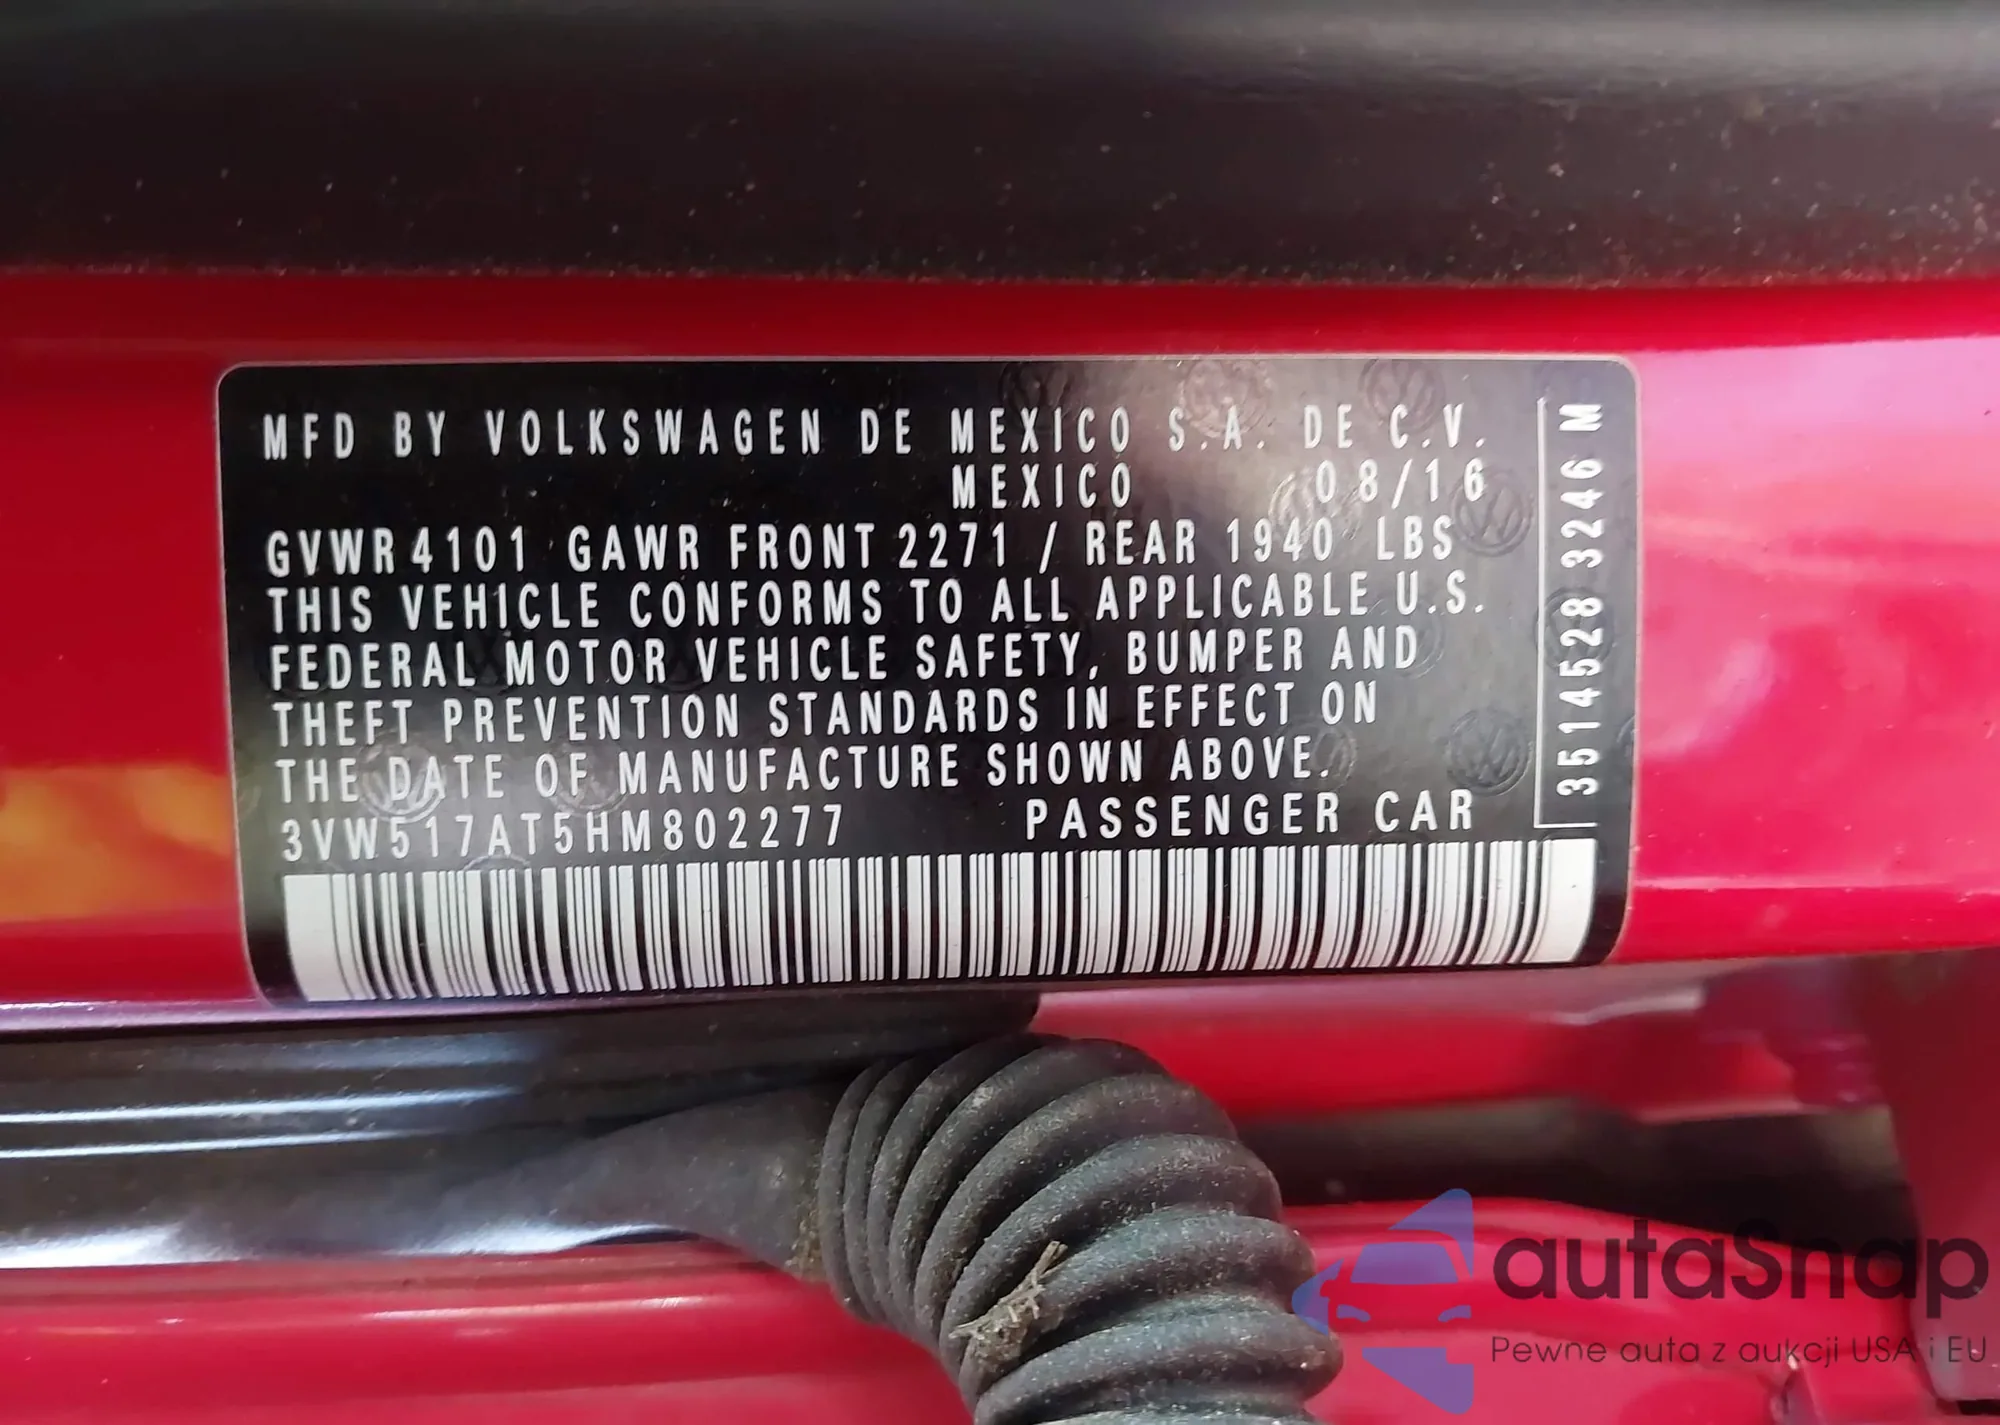 MFD BY VOLKSWAGEN DE MEXICO S.A. DE C.V.
MEXICO 08/16
GVWR 4101 GAWR FRONT 2271 / REAR 1940 LBS
THIS VEHICLE CONFORMS TO ALL APPLICABLE U.S.
FEDERAL MOTOR VEHICLE SAFETY, BUMPER AND
THEFT PREVENTION STANDARDS IN EFFECT ON
THE DATE OF MANUFACTURE SHOWN ABOVE.
3VW517AT5HM802277 PASSENGER CAR
3514528 3246 M
autaSnap
Pewne auta z aukcji USA i EU